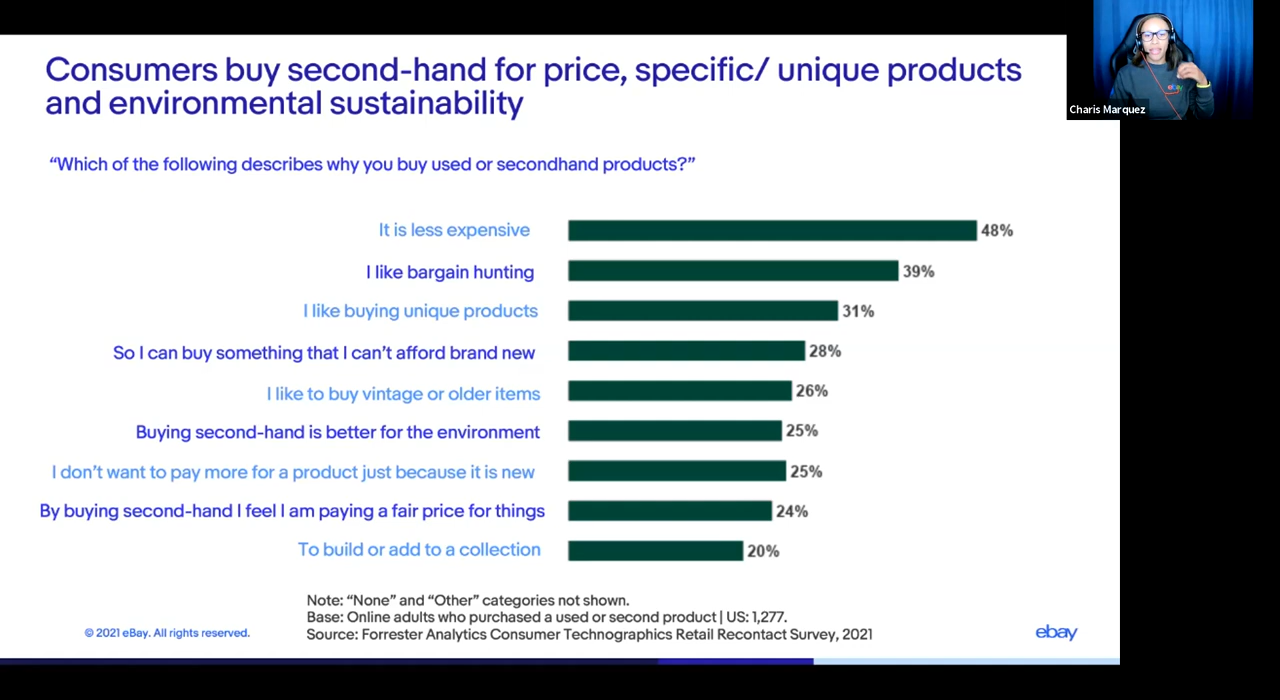 Consumers buy second-hand for price, specific/ unique products
and environmental sustainability
Charis Marquez
“Which of the following describes why you buy used or secondhand products?”
It is less expensive 48%
I like bargain hunting 39%
I like buying unique products 31%
So I can buy something that I can’t afford brand new 28%
I like to buy vintage or older items 26%
Buying second-hand is better for the environment 25%
I don’t want to pay more for a product just because it is new 25%
By buying second-hand I feel I am paying a fair price for things 24%
To build or add to a collection 20%
Note: “None” and “Other” categories not shown.
Base: Online adults who purchased a used or second product | US: 1,277.
Source: Forrester Analytics Consumer Technographics Retail Recontact Survey, 2021
© 2021 eBay. All rights reserved.
ebay
ebay